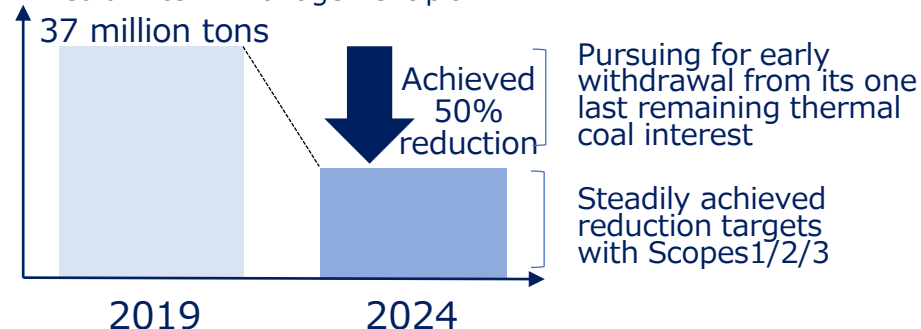 37 million tons
Achieved
50%
reduction
Pursuing for early
withdrawal from its one
last remaining thermal
coal interest
Steadily achieved
reduction targets
with Scopes1/2/3
2019
2024